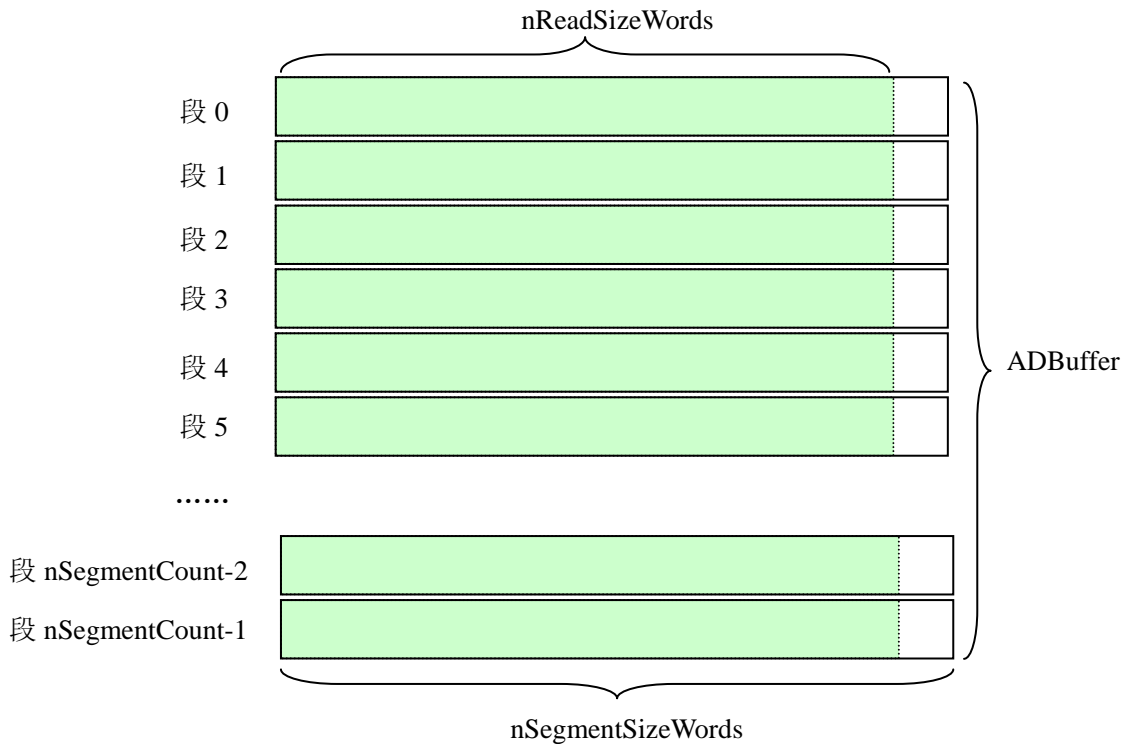 nReadSizeWords
段 0
段 1
段 2
段 3
段 4
ADBuffer
段 5
……
段 nSegmentCount-2
段 nSegmentCount-1
nSegmentSizeWords